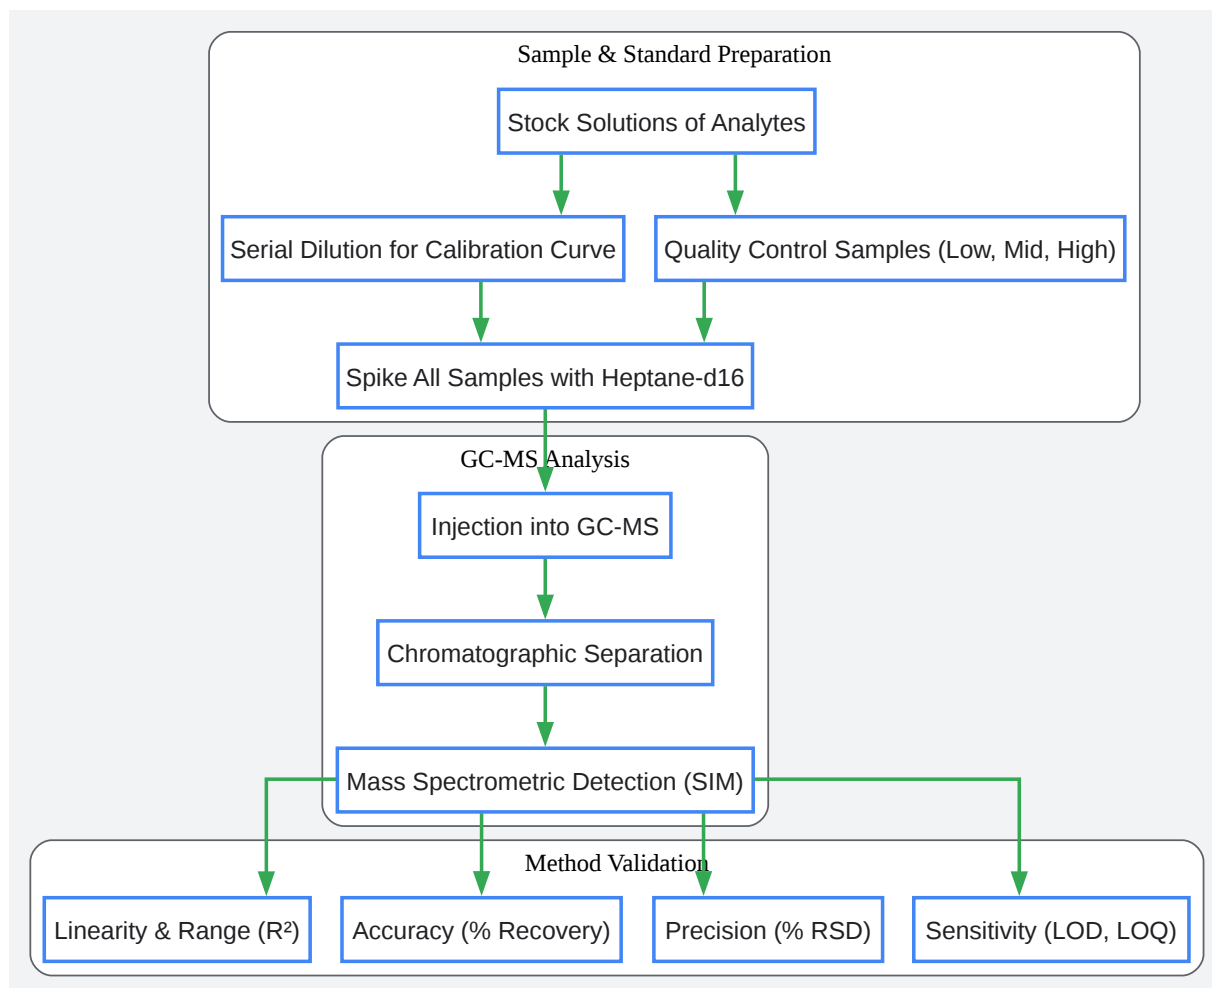 Sample & Standard Preparation
Stock Solutions of Analytes
Serial Dilution for Calibration Curve
Quality Control Samples (Low, Mid, High)
Spike All Samples with Heptane-d16
GC-MS Analysis
Injection into GC-MS
Chromatographic Separation
Mass Spectrometric Detection (SIM)
Method Validation
Linearity & Range (R²)
Accuracy (% Recovery)
Precision (% RSD)
Sensitivity (LOD, LOQ)